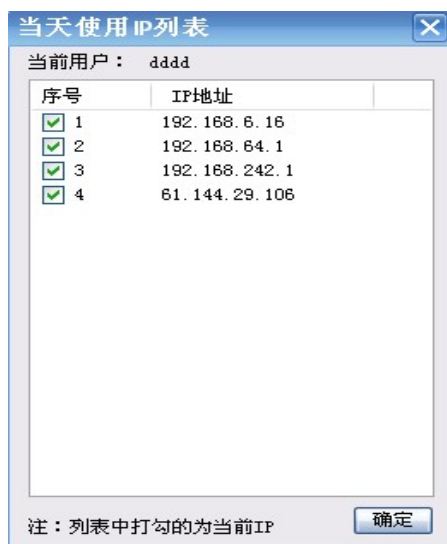 当天使用IP列表
当前用户： dddd
序号 IP地址
1 192.168.6.16
2 192.168.64.1
3 192.168.242.1
4 61.144.29.106
注：列表中打勾的为当前IP
确定